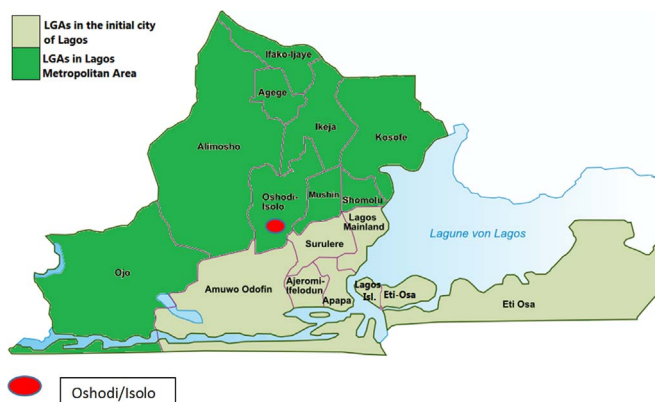 LGAs in the initial city
of Lagos
LGAs in Lagos
Metropolitan Area
Ifako-Ijaye
Agege
Ikeja
Kosofe
Alimosho
Oshodi-
Isolo
Mushin
Shomolu
Lagos
Mainland
Surulere
Lagune von Lagos
Ojo
Amuwo Odofin
Ajeromi-
Ifelodun
Apapa
Lagos
Isl.
Eti-Osa
Eti Osa
Oshodi/Isolo